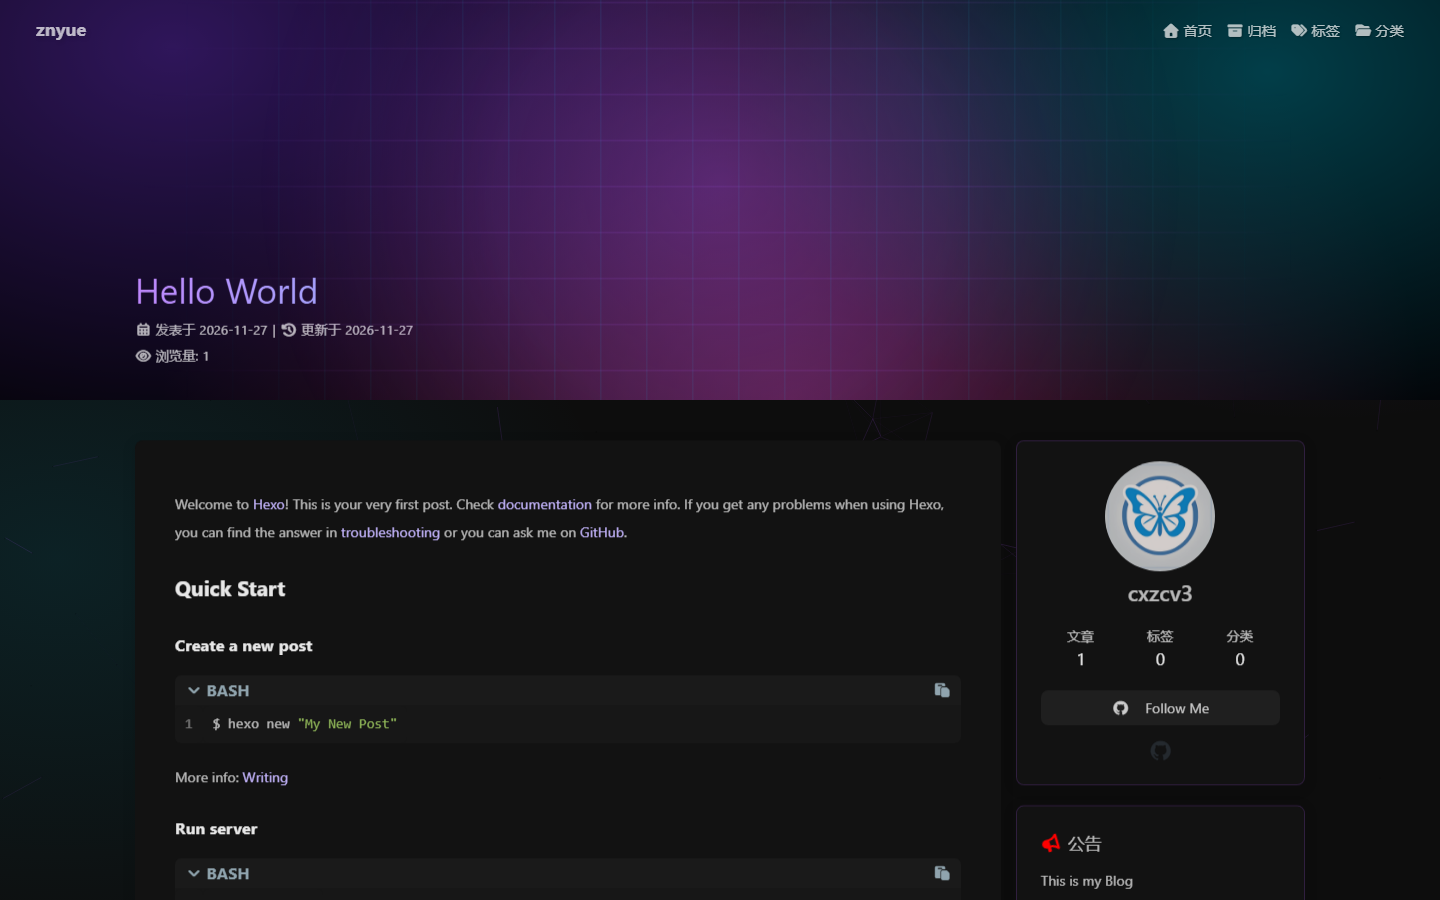 znyue
首页 归档 标签 分类
Hello World
发表于 2026-11-27 | 更新于 2026-11-27
浏览量: 1
Welcome to Hexo! This is your very first post. Check documentation for more info. If you get any problems when using Hexo,
you can find the answer in troubleshooting or you can ask me on GitHub.
Quick Start
Create a new post
BASH
1 $ hexo new "My New Post"
More info: Writing
Run server
BASH
cxzcv3
文章 标签 分类
1 0 0
Follow Me
公告
This is my Blog